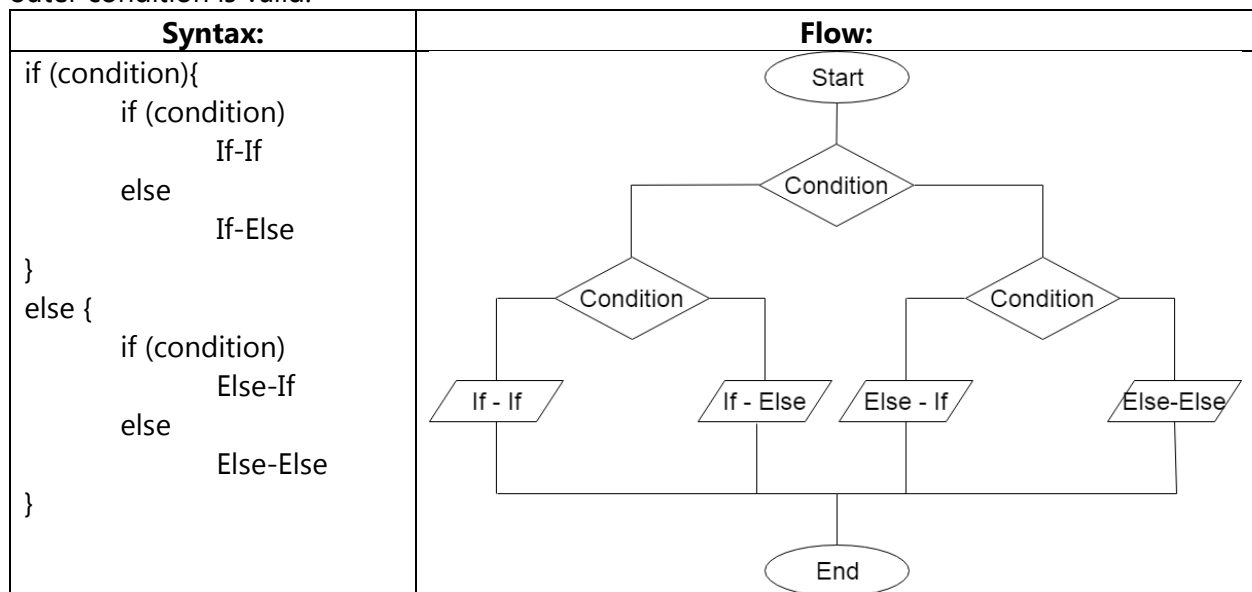 outer condition is valid.
Syntax:
Flow:
if (condition){
if (condition)
If-If
else
If-Else
}
else {
if (condition)
Else-If
else
Else-Else
}
Start
Condition
Condition
Condition
If - If
If - Else
Else - If
Else-Else
End